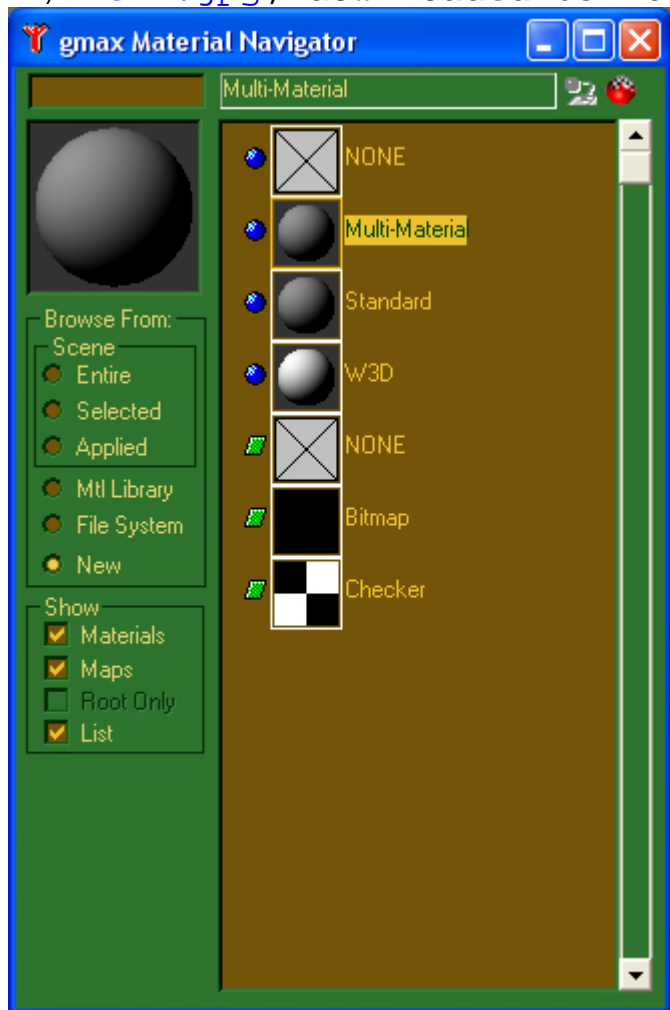 gmax Material Navigator
Multi-Material
NONE
Multi-Material
Standard
W3D
NONE
Bitmap
Checker
Browse From:
Scene
Entire
Selected
Applied
Mtl Library
File System
New
Show
Materials
Maps
Root Only
List